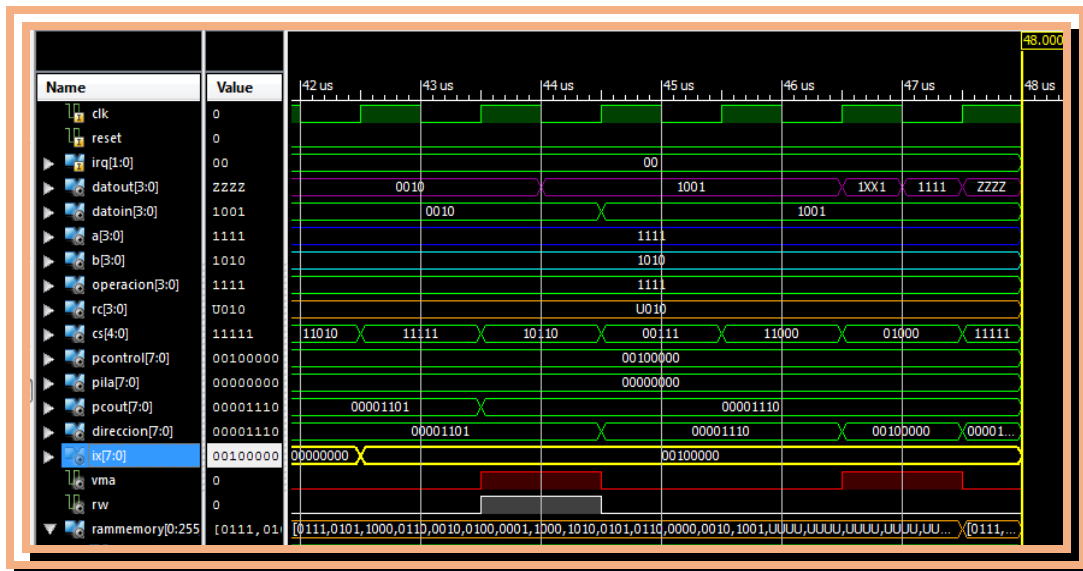 48.000
Name Value 42 us 43 us 44 us 45 us 46 us 47 us 48 us
clk 0
reset 0
irq[1:0] 00 00
datout[3:0] ZZZZ 0010 1001 1XX1 1111 ZZZZ
datoin[3:0] 1001 0010 1001
a[3:0] 1111 1111
b[3:0] 1010 1010
operacion[3:0] 1111 1111
rc[3:0] U010 U010
cs[4:0] 11111 11010 11111 10110 00111 11000 01000 11111
pcontrol[7:0] 00100000 00100000
pila[7:0] 00000000 00000000
pcout[7:0] 00001110 00001101 00001110
direccion[7:0] 00001110 00001101 00001110 00100000 00001...
ix[7:0] 00100000 00000000 00100000
vma 0
rw 0
rammemory[0:255 [0111,01 [0111,0101,1000,0110,0010,0100,0001,1000,1010,0101,0110,0000,0010,1001,UUUU,UUUU,UUUU,UUUU,UU... [0111,...